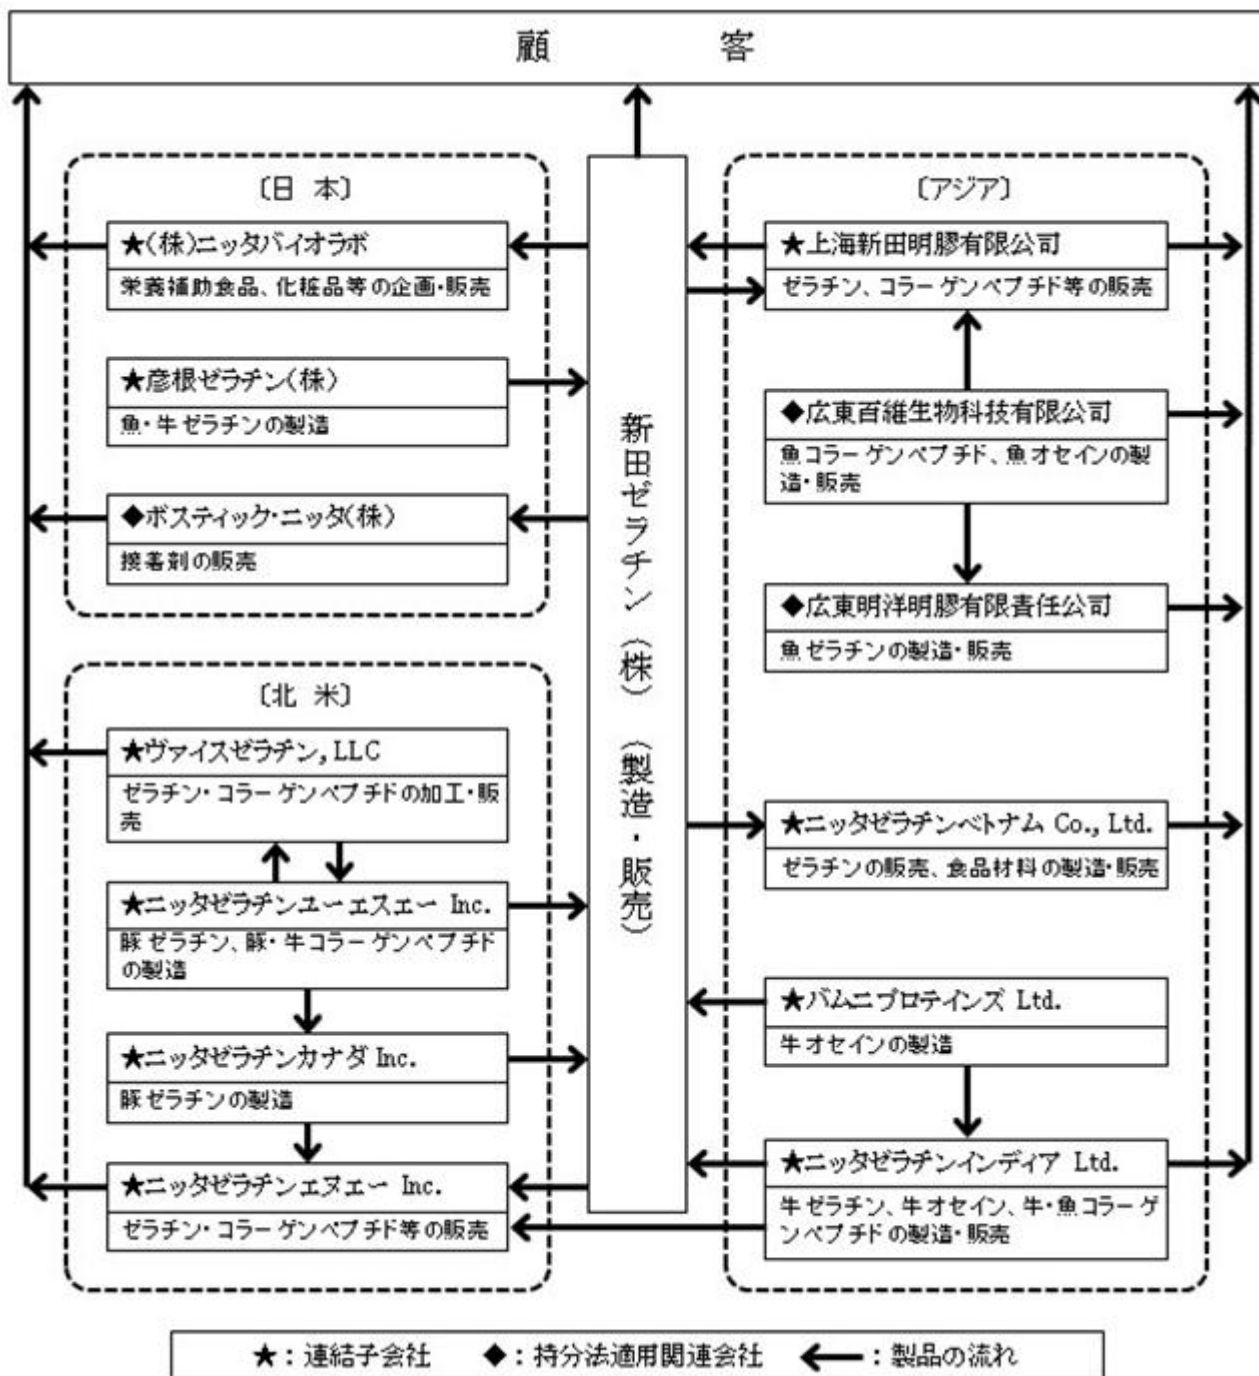 顧 客
〔日 本〕
★(株)ニッタバイオラボ
栄養補助食品、化粧品等の企画・販売
★彦根ゼラチン(株)
魚・牛ゼラチンの製造
◆ボスティック・ニッタ(株)
接着剤の販売
〔北 米〕
★ヴァイスゼラチン, LLC
ゼラチン・コラーゲンペプチドの加工・販
売
★ニッタゼラチンユーエスエー Inc.
豚ゼラチン、豚・牛コラーゲンペプチド
の製造
★ニッタゼラチンカナダ Inc.
豚ゼラチンの製造
★ニッタゼラチンエヌエー Inc.
ゼラチン・コラーゲンペプチド等の販売
新田ゼラチン(株) (製造・販売)
〔アジア〕
★上海新田明膠有限公司
ゼラチン、コラーゲンペプチド等の販売
◆広東百維生物科技有限公司
魚コラーゲンペプチド、魚オセインの製
造・販売
◆広東明洋明膠有限責任公司
魚ゼラチンの製造・販売
★ニッタゼラチンベトナム Co., Ltd.
ゼラチンの販売、食品材料の製造・販売
★バムニプロテインズ Ltd.
牛オセインの製造
★ニッタゼラチンインディア Ltd.
牛ゼラチン、牛オセイン、牛・魚コラーゲ
ンペプチドの製造・販売
★：連結子会社 ◆：持分法適用関連会社 ←：製品の流れ